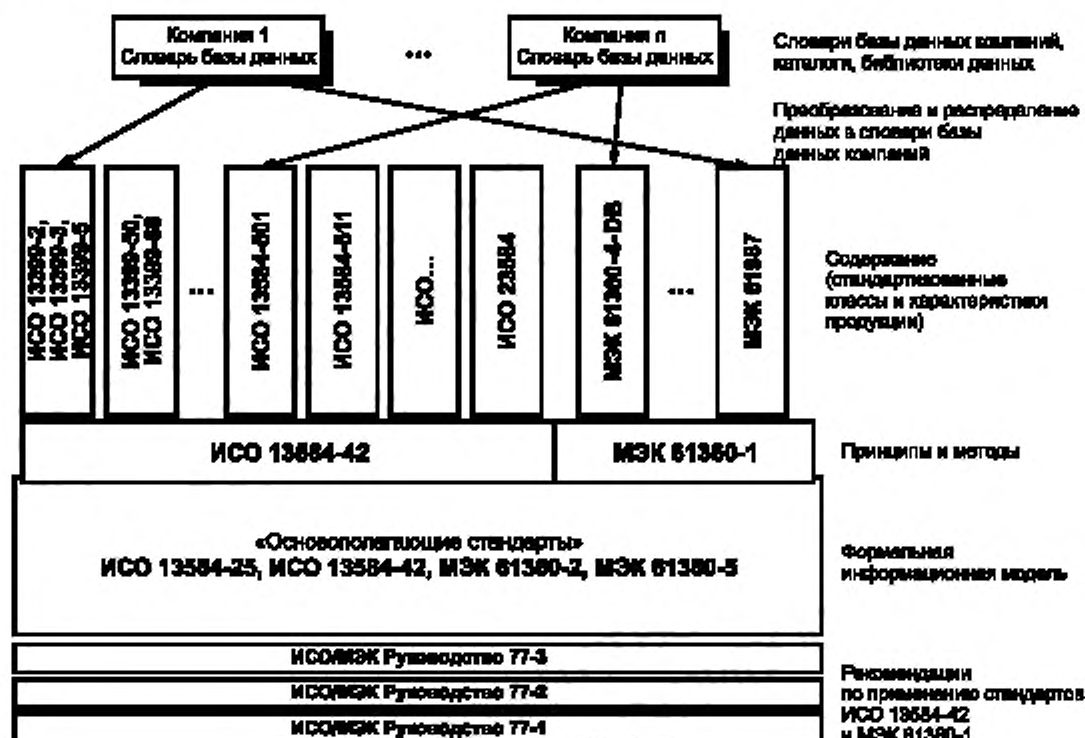 Компания 1
Словарь базы данных
...
Компания n
Словарь базы данных
Словари базы данных компаний,
каталоги, библиотеки данных
Преобразование и распределение
данных в словари базы
данных компаний
ИСО 13399-2,
ИСО 13399-3,
ИСО 13399-5
ИСО 13399-50,
...
ИСО 13584-501
ИСО 13584-511
ИСО...
ИСО 23584
МЭК 61360-4-DB
...
МЭК 61987
Содержание
(стандартизованные
классы и характеристики
продукции)
ИСО 13584-42
МЭК 61360-1
Принципы и методы
«Основополагающие стандарты»
ИСО 13584-25, ИСО 13584-42, МЭК 61360-2, МЭК 61360-5
Формальная
информационная модель
ИСО/МЭК Руководство 77-3
ИСО/МЭК Руководство 77-2
ИСО/МЭК Руководство 77-1
Рекомендации
по применению стандартов
ИСО 13584-42
и МЭК 61360-1